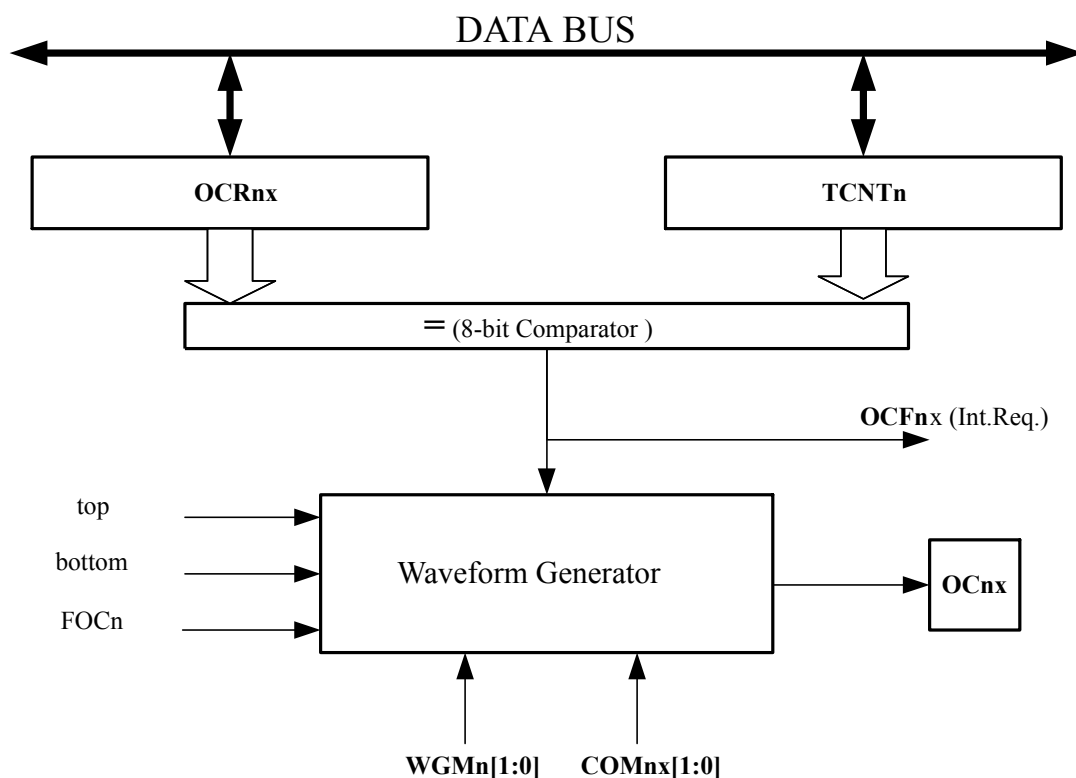 DATA BUS
OCRnx
TCNTn
= (8-bit Comparator )
OCFnx (Int.Req.)
top
bottom
FOCn
Waveform Generator
OCnx
WGMn[1:0]
COMnx[1:0]